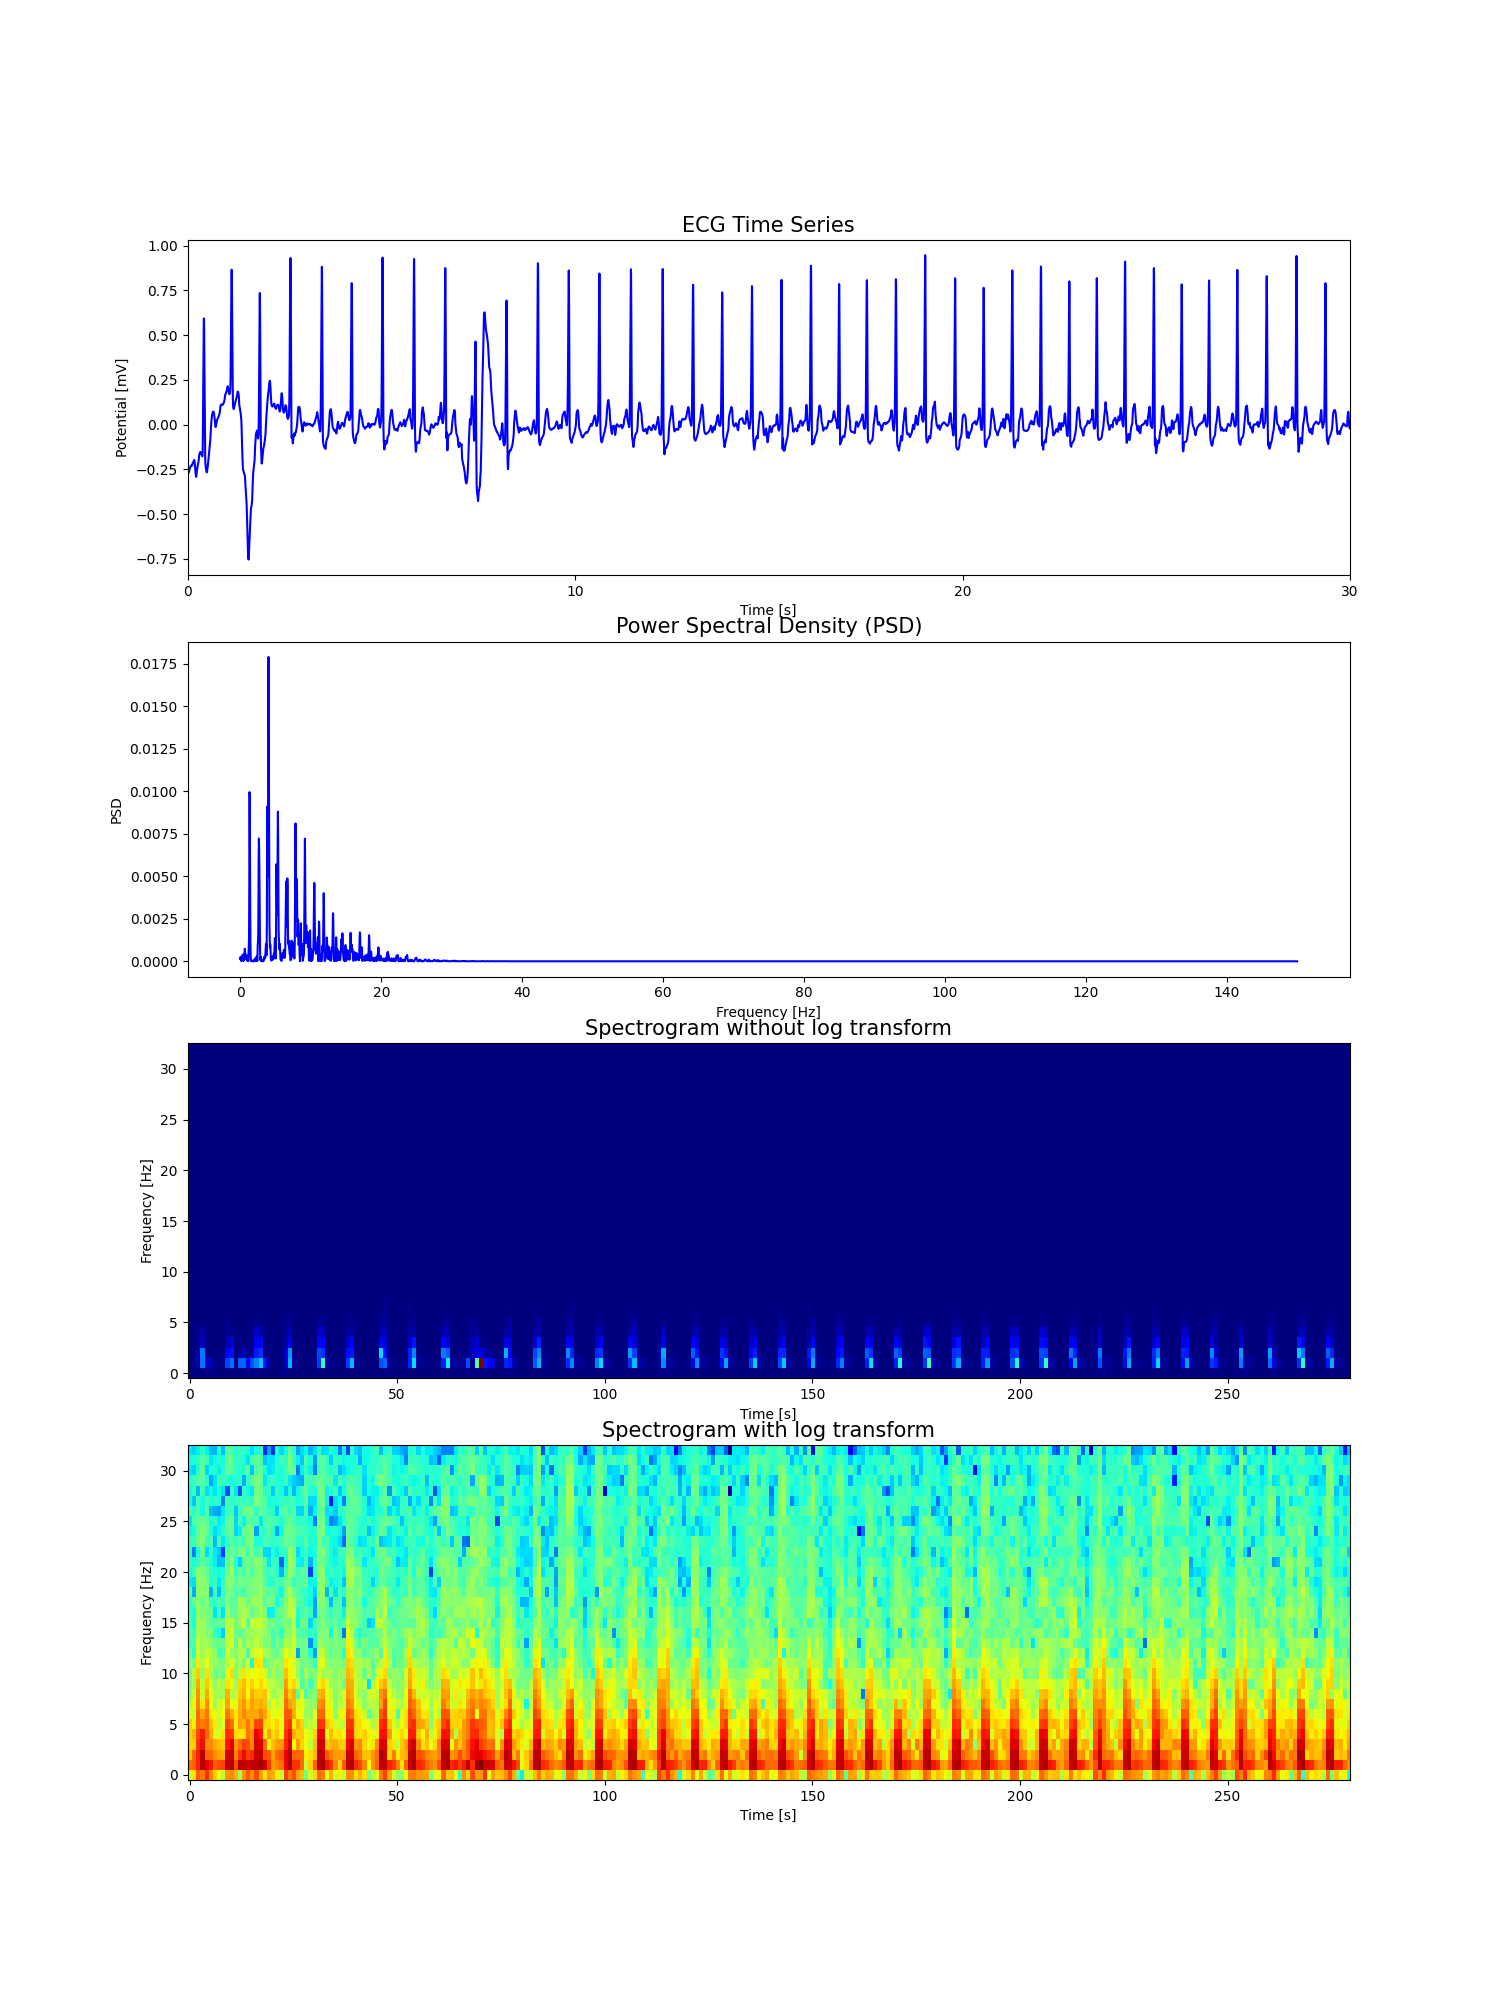 ECG Time Series
1.00
0.75
0.50
0.25
0.00
−0.25
−0.50
−0.75
Potential [mV]
0 10 20 30
Time [s]
Power Spectral Density (PSD)
0.0175
0.0150
0.0125
0.0100
0.0075
0.0050
0.0025
0.0000
PSD
0 20 40 60 80 100 120 140
Frequency [Hz]
Spectrogram without log transform
30
25
20
15
10
5
0
Frequency [Hz]
0 50 100 150 200 250
Time [s]
Spectrogram with log transform
30
25
20
15
10
5
0
Frequency [Hz]
0 50 100 150 200 250
Time [s]